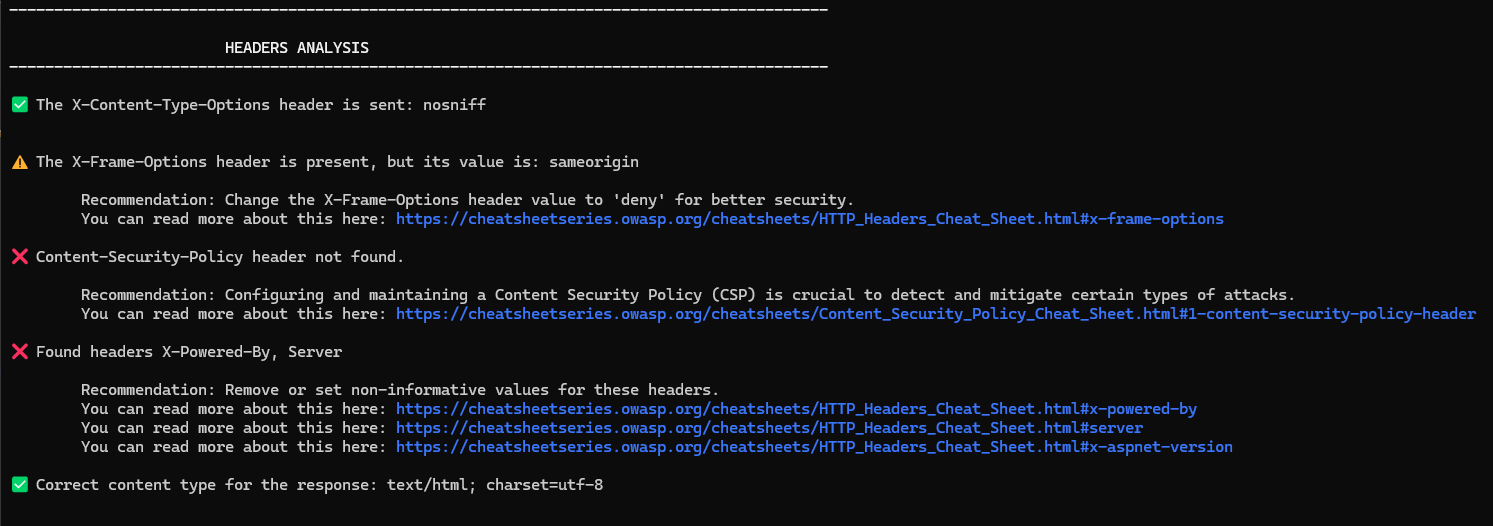 HEADERS ANALYSIS
✅ The X-Content-Type-Options header is sent: nosniff
⚠️ The X-Frame-Options header is present, but its value is: sameorigin
Recommendation: Change the X-Frame-Options header value to 'deny' for better security.
You can read more about this here: https://cheatsheetseries.owasp.org/cheatsheets/HTTP_Headers_Cheat_Sheet.html#x-frame-options
❌ Content-Security-Policy header not found.
Recommendation: Configuring and maintaining a Content Security Policy (CSP) is crucial to detect and mitigate certain types of attacks.
You can read more about this here: https://cheatsheetseries.owasp.org/cheatsheets/Content_Security_Policy_Cheat_Sheet.html#1-content-security-policy-header
❌ Found headers X-Powered-By, Server
Recommendation: Remove or set non-informative values for these headers.
You can read more about this here: https://cheatsheetseries.owasp.org/cheatsheets/HTTP_Headers_Cheat_Sheet.html#x-powered-by
You can read more about this here: https://cheatsheetseries.owasp.org/cheatsheets/HTTP_Headers_Cheat_Sheet.html#server
You can read more about this here: https://cheatsheetseries.owasp.org/cheatsheets/HTTP_Headers_Cheat_Sheet.html#x-aspnet-version
✅ Correct content type for the response: text/html; charset=utf-8